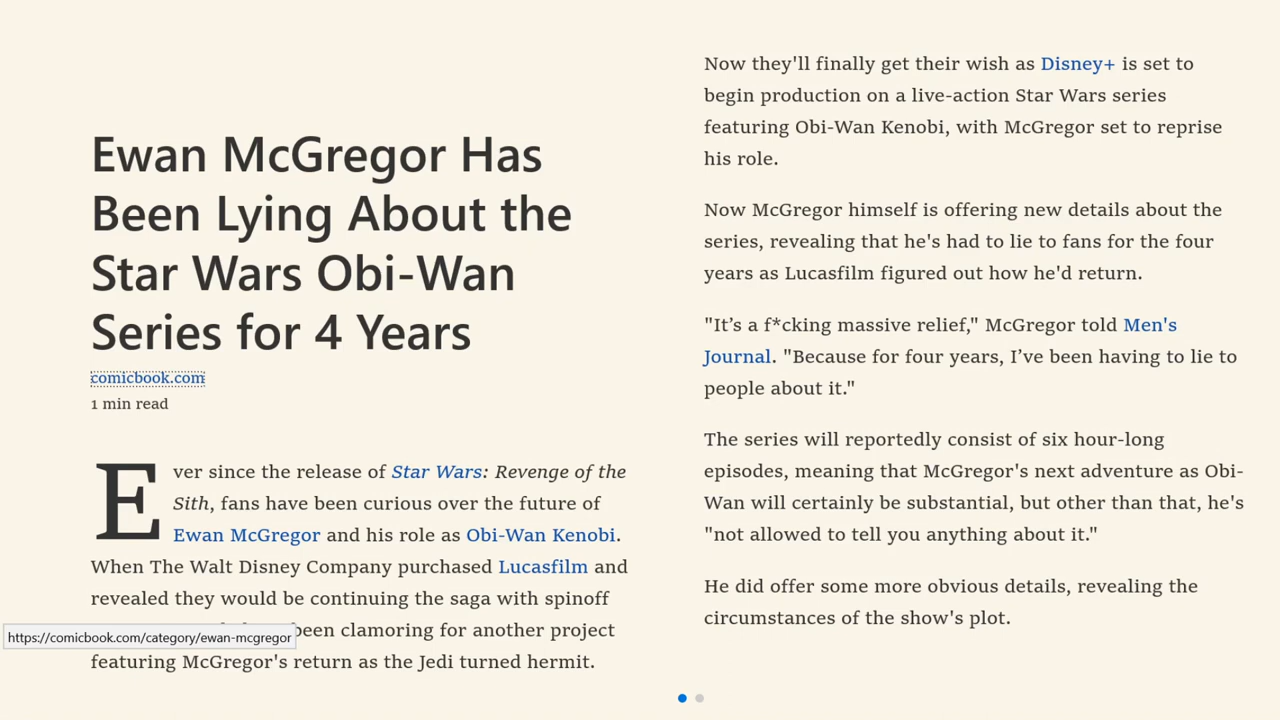 Ewan McGregor Has
Been Lying About the
Star Wars Obi-Wan
Series for 4 Years
comicbook.com
1 min read
Ever since the release of Star Wars: Revenge of the
Sith, fans have been curious over the future of
Ewan McGregor and his role as Obi-Wan Kenobi.
When The Walt Disney Company purchased Lucasfilm and
revealed they would be continuing the saga with spinoff
been clamoring for another project
https://comicbook.com/category/ewan-mcgregor
featuring McGregor's return as the Jedi turned hermit.
Now they'll finally get their wish as Disney+ is set to
begin production on a live-action Star Wars series
featuring Obi-Wan Kenobi, with McGregor set to reprise
his role.
Now McGregor himself is offering new details about the
series, revealing that he's had to lie to fans for the four
years as Lucasfilm figured out how he'd return.
"It’s a f*cking massive relief," McGregor told Men's
Journal. "Because for four years, I’ve been having to lie to
people about it."
The series will reportedly consist of six hour-long
episodes, meaning that McGregor's next adventure as Obi-
Wan will certainly be substantial, but other than that, he's
"not allowed to tell you anything about it."
He did offer some more obvious details, revealing the
circumstances of the show's plot.